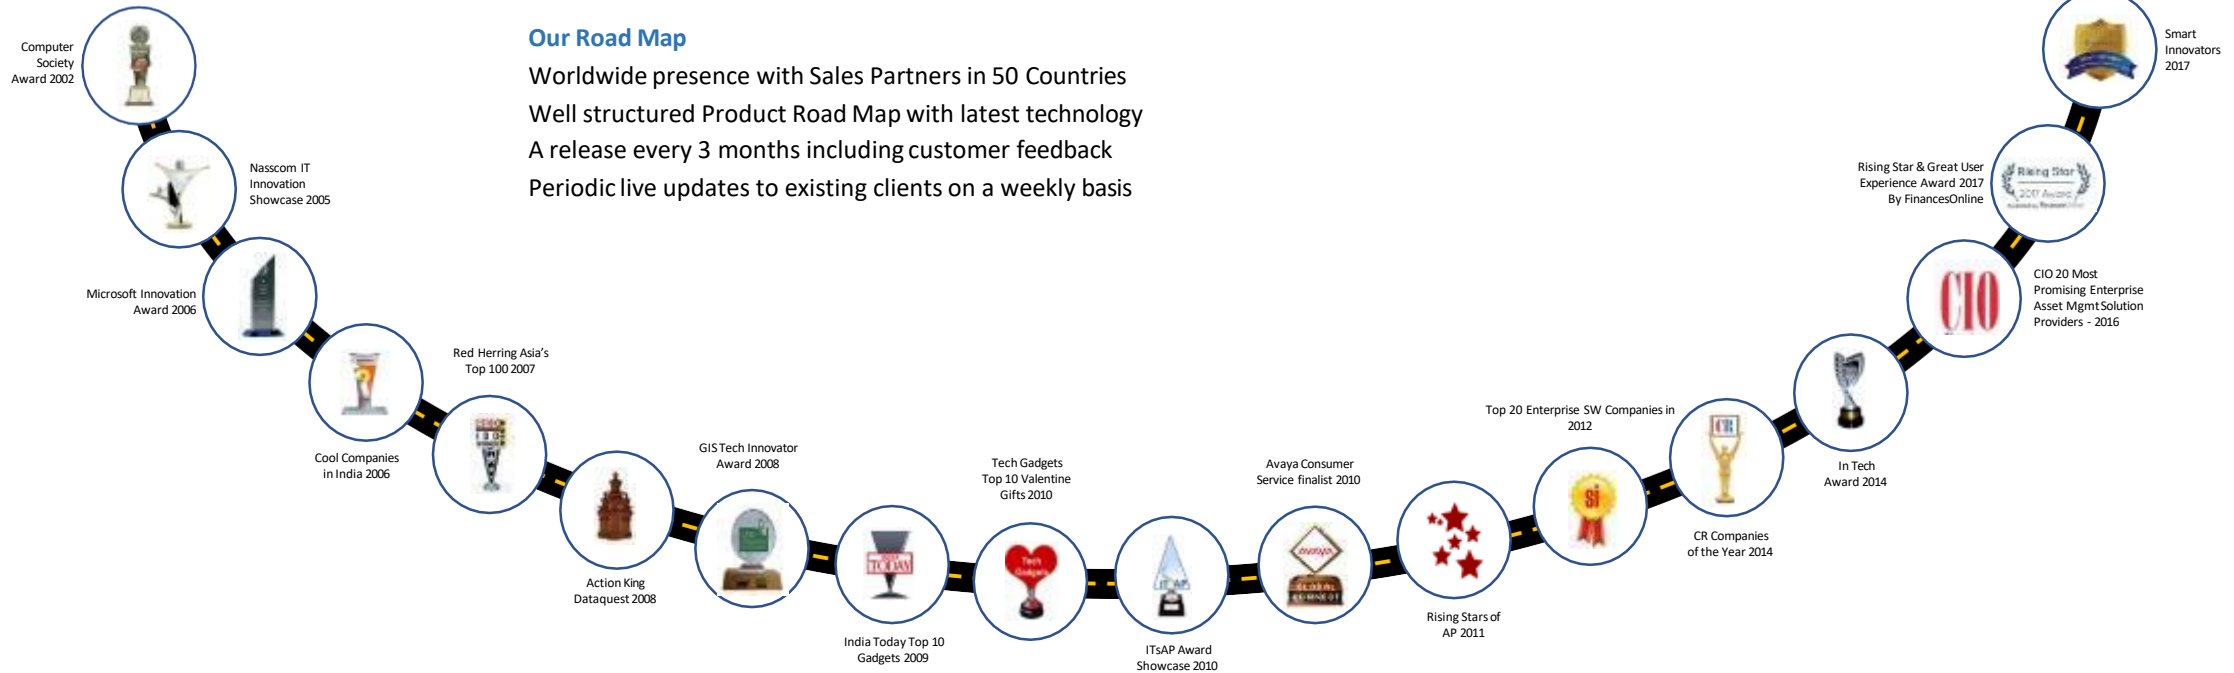 Our Road Map
Worldwide presence with Sales Partners in 50 Countries
Well structured Product Road Map with latest technology
A release every 3 months including customer feedback
Periodic live updates to existing clients on a weekly basis
Computer
Society
Award 2002
Nasscom IT
Innovation
Showcase 2005
Microsoft Innovation
Award 2006
Cool Companies
in India 2006
Red Herring Asia’s
Top 100 2007
Action King
Dataquest 2008
GIS Tech Innovator
Award 2008
TODAY
India Today Top 10
Gadgets 2009
Tech Gadgets
Top 10 Valentine
Gifts 2010
Tech
Gadgets
ITsAP
ITsAP Award
Showcase 2010
Avaya Consumer
Service finalist 2010
AVAYA
GLOBAL
Rising Stars of
AP 2011
Top 20 Enterprise SW Companies in
2012
si
CR
CR Companies
of the Year 2014
In Tech
Award 2014
CIO
CIO 20 Most
Promising Enterprise
Asset Mgmt Solution
Providers - 2016
Rising Star & Great User
Experience Award 2017
By FinancesOnline
Rising Star
2017 Award
Smart
Innovators
2017